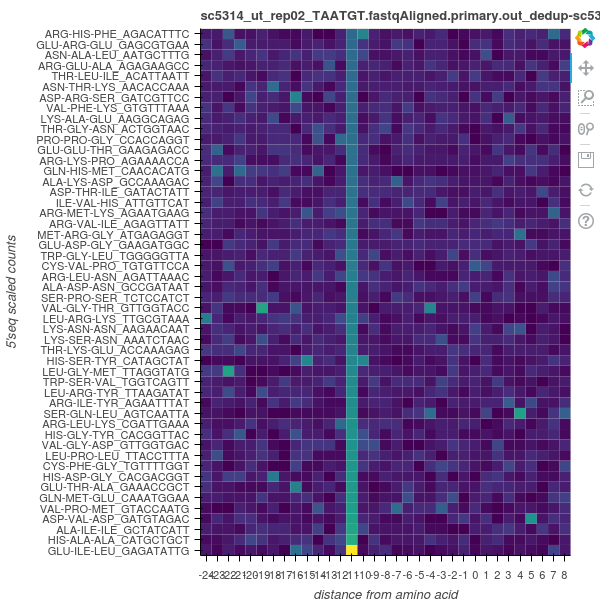 sc5314_ut_rep02_TAATGT.fastqAligned.primary.out_dedup-sc53
ARG-HIS-PHE_AGACATTTC
GLU-ARG-GLU_GAGCGTGAA
ASN-ALA-LEU_AATGCTTTG
ARG-GLU-ALA_AGAGAAGCC
THR-LEU-ILE_ACATTAATT
ASN-THR-LYS_AACACCAAA
ASP-ARG-SER_GATCGTTCC
VAL-PHE-LYS_GTGTTTAAA
LYS-ALA-GLU_AAGGCAGAG
THR-GLY-ASN_ACTGGTAAC
PRO-PRO-GLY_CCACCAGGT
GLU-GLU-THR_GAAGAGACC
ARG-LYS-PRO_AGAAAACCA
GLN-HIS-MET_CAACACATG
ALA-LYS-ASP_GCCAAAGAC
ASP-THR-ILE_GATACTATT
ILE-VAL-HIS_ATTGTTCAT
ARG-MET-LYS_AGAATGAAG
ARG-VAL-ILE_AGAGTTATT
MET-ARG-GLY_ATGAGAGGT
GLU-ASP-GLY_GAAGATGGC
TRP-GLY-LEU_TGGGGGTTA
CYS-VAL-PRO_TGTGTTCCA
ARG-LEU-ASN_AGATTAAAC
ALA-ASP-ASN_GCCGATAAT
SER-PRO-SER_TCTCCATCT
VAL-GLY-THR_GTTGGTACC
LEU-ARG-LYS_TTGCGTAAA
LYS-ASN-ASN_AAGAACAAT
LYS-SER-ASN_AAATCTAAC
THR-LYS-GLU_ACCAAAGAG
HIS-SER-TYR_CATAGCTAT
LEU-GLY-MET_TTAGGTATG
TRP-SER-VAL_TGGTCAGTT
LEU-ARG-TYR_TTAAGATAT
ARG-ILE-TYR_AGAATTTAT
SER-GLN-LEU_AGTCAATTA
ARG-LEU-LYS_CGATTGAAA
HIS-GLY-TYR_CACGGTTAC
VAL-GLY-ASP_GTTGGTGAC
LEU-PRO-LEU_TTACCTTTA
CYS-PHE-GLY_TGTTTTGGT
HIS-ASP-GLY_CACGACGGT
GLU-THR-ALA_GAAACCGCT
GLN-MET-GLU_CAAATGGAA
VAL-PRO-MET_GTACCAATG
ASP-VAL-ASP_GATGTAGAC
ALA-ILE-ILE_GCTATCATT
HIS-ALA-ALA_CATGCTGCT
GLU-ILE-LEU_GAGATATTG
5'seq scaled counts
-24-23-22-21-20-19-18-17-16-15-14-13-12-11-10-9 -8 -7 -6 -5 -4 -3 -2 -1 0 1 2 3 4 5 6 7 8
distance from amino acid